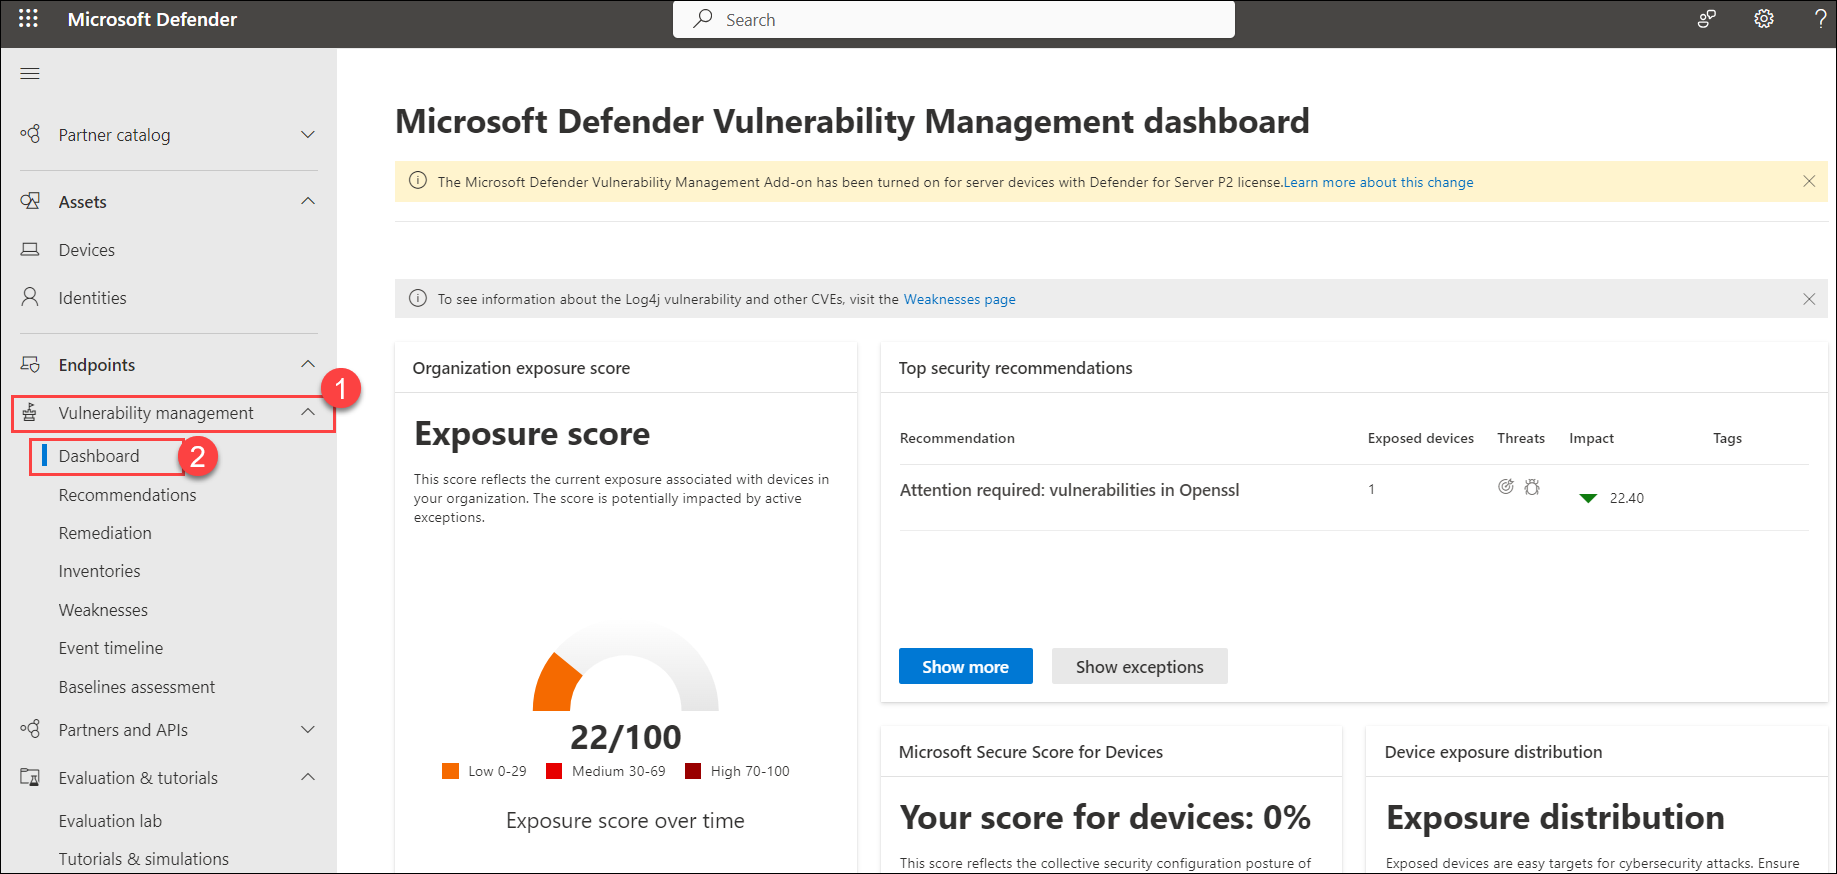 Microsoft Defender
Search
?
Partner catalog
Assets
Devices
Identities
Endpoints
1
Vulnerability management
Dashboard
2
Recommendations
Remediation
Inventories
Weaknesses
Event timeline
Baselines assessment
Partners and APIs
Evaluation & tutorials
Evaluation lab
Tutorials & simulations
Microsoft Defender Vulnerability Management dashboard
The Microsoft Defender Vulnerability Management Add-on has been turned on for server devices with Defender for Server P2 license.Learn more about this change
To see information about the Log4j vulnerability and other CVEs, visit the Weaknesses page
Organization exposure score
Exposure score
This score reflects the current exposure associated with devices in
your organization. The score is potentially impacted by active
exceptions.
22/100
Low 0-29 Medium 30-69 High 70-100
Exposure score over time
Top security recommendations
Recommendation Exposed devices Threats Impact Tags
Attention required: vulnerabilities in Openssl 1 22.40
Show more Show exceptions
Microsoft Secure Score for Devices
Your score for devices: 0%
This score reflects the collective security configuration posture of
Device exposure distribution
Exposure distribution
Exposed devices are easy targets for cybersecurity attacks. Ensure